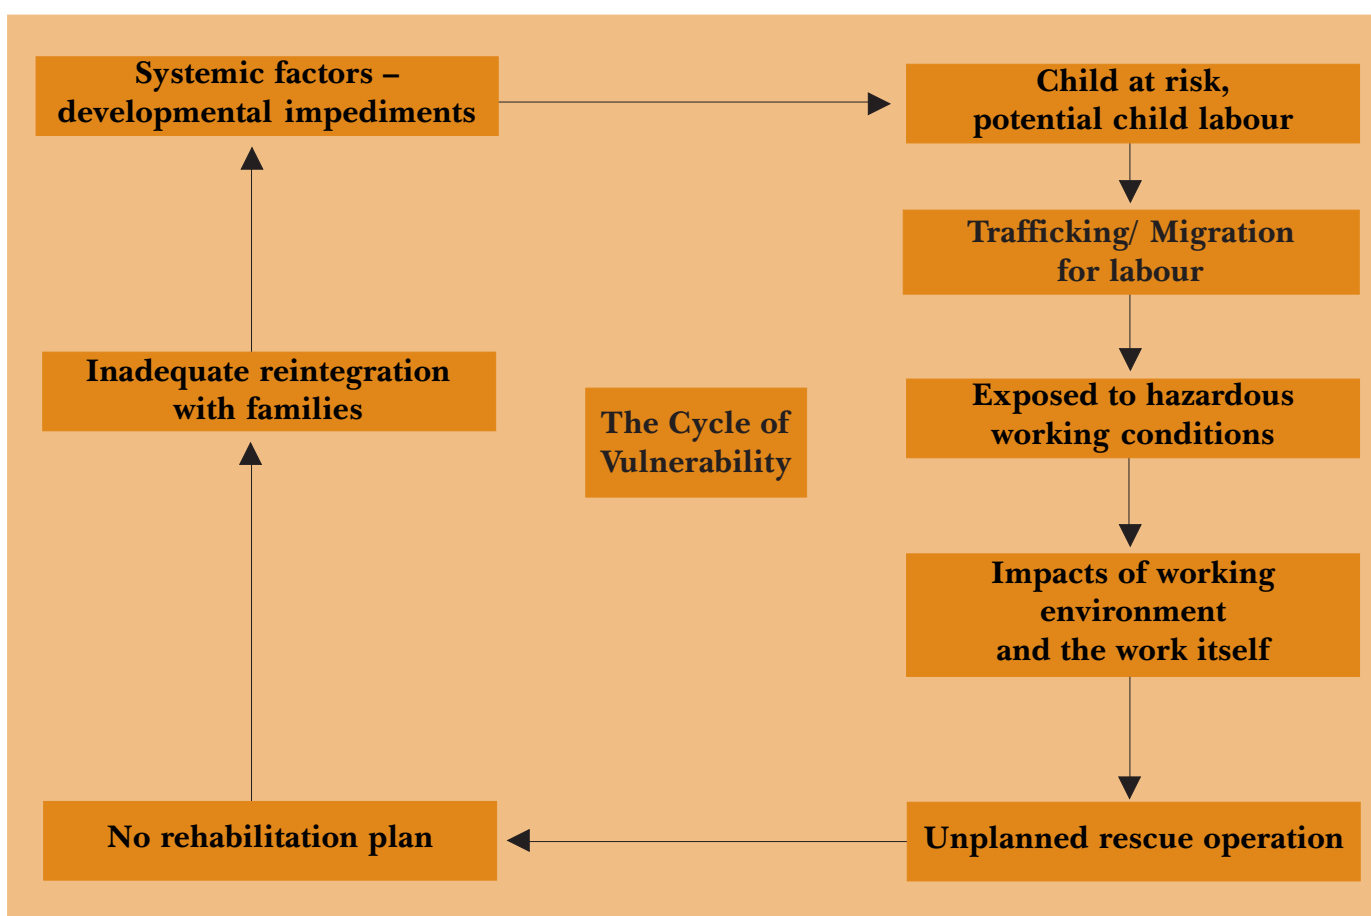 Systemic factors –
developmental impediments
Child at risk,
potential child labour
Trafficking/ Migration
for labour
Inadequate reintegration
with families
The Cycle of
Vulnerability
Exposed to hazardous
working conditions
Impacts of working
environment
and the work itself
No rehabilitation plan
Unplanned rescue operation